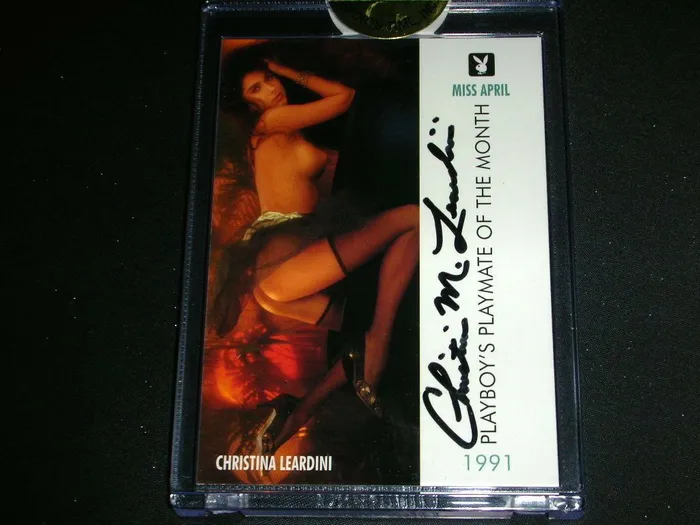 MISS APRIL
PLAYBOY'S PLAYMATE OF THE MONTH
Christina M. Leardini
1991
CHRISTINA LEARDINI